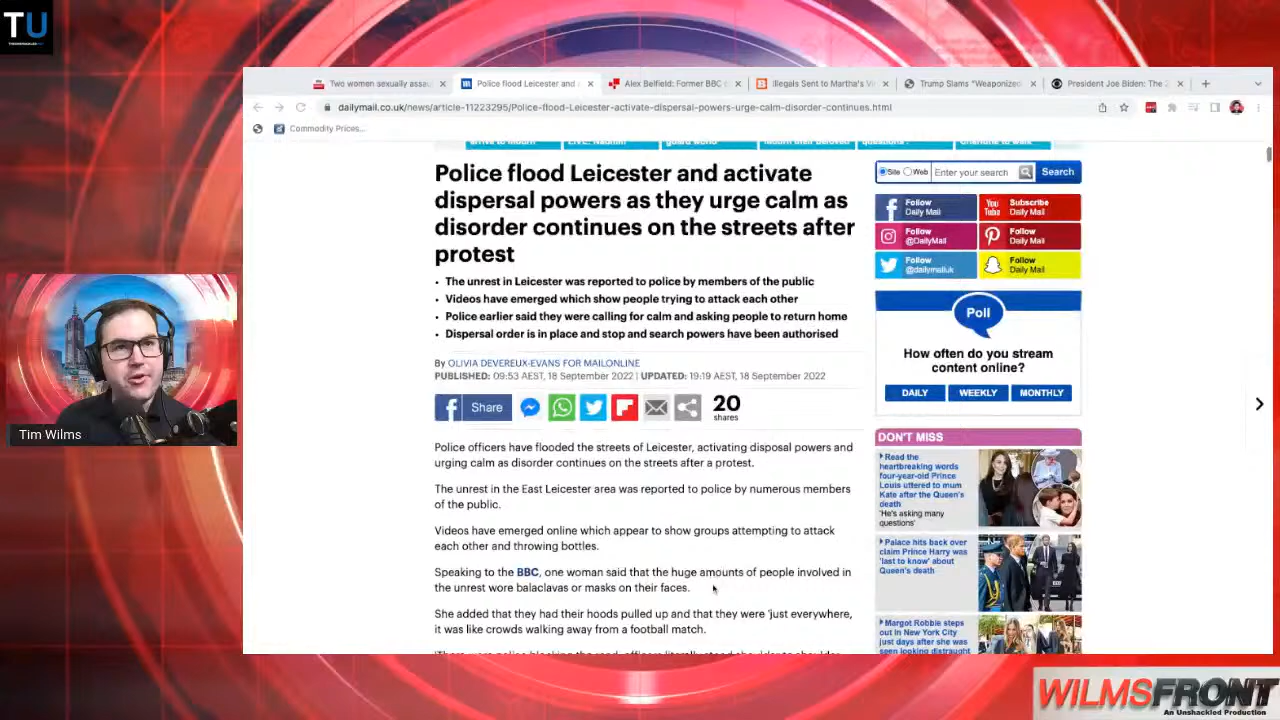 TU
Two women sexually assau
Police flood Leicester and
Alex Belfield: Former BBC
Illegals Sent to Martha's Vi
Trump Slams "Weaponized
President Joe Biden: The 2
dailymail.co.uk/news/article-11223295/Police-flood-Leicester-activate-dispersal-powers-urge-calm-disorder-continues.html
Commodity Prices...
Police flood Leicester and activate
dispersal powers as they urge calm as
disorder continues on the streets after
protest
• The unrest in Leicester was reported to police by members of the public
• Videos have emerged which show people trying to attack each other
• Police earlier said they were calling for calm and asking people to return home
• Dispersal order is in place and stop and search powers have been authorised
By OLIVIA DEVEREUX-EVANS FOR MAILONLINE
PUBLISHED: 09:53 AEST, 18 September 2022 | UPDATED: 19:19 AEST, 18 September 2022
Share
20
shares
Police officers have flooded the streets of Leicester, activating disposal powers and
urging calm as disorder continues on the streets after a protest.
The unrest in the East Leicester area was reported to police by numerous members
of the public.
Videos have emerged online which appear to show groups attempting to attack
each other and throwing bottles.
Speaking to the BBC, one woman said that the huge amounts of people involved in
the unrest wore balaclavas or masks on their faces.
She added that they had their hoods pulled up and that they were 'just everywhere,
it was like crowds walking away from a football match.
Site Web Enter your search Search
Follow
Daily Mail
Subscribe
Daily Mail
Follow
@DailyMail
Follow
Daily Mail
Follow
@dailymailuk
Follow
Daily Mail
Poll
How often do you stream
content online?
DAILY
WEEKLY
MONTHLY
DON'T MISS
Read the
heartbreaking words
four-year-old Prince
Louis uttered to mum
Kate after the Queen's
death
'He's asking many
questions'
Palace hits back over
claim Prince Harry was
'last to know' about
Queen's death
Margot Robbie steps
out in New York City
just days after she was
seen looking distraught
Tim Wilms
WILMSFRONT
An Unshackled Production